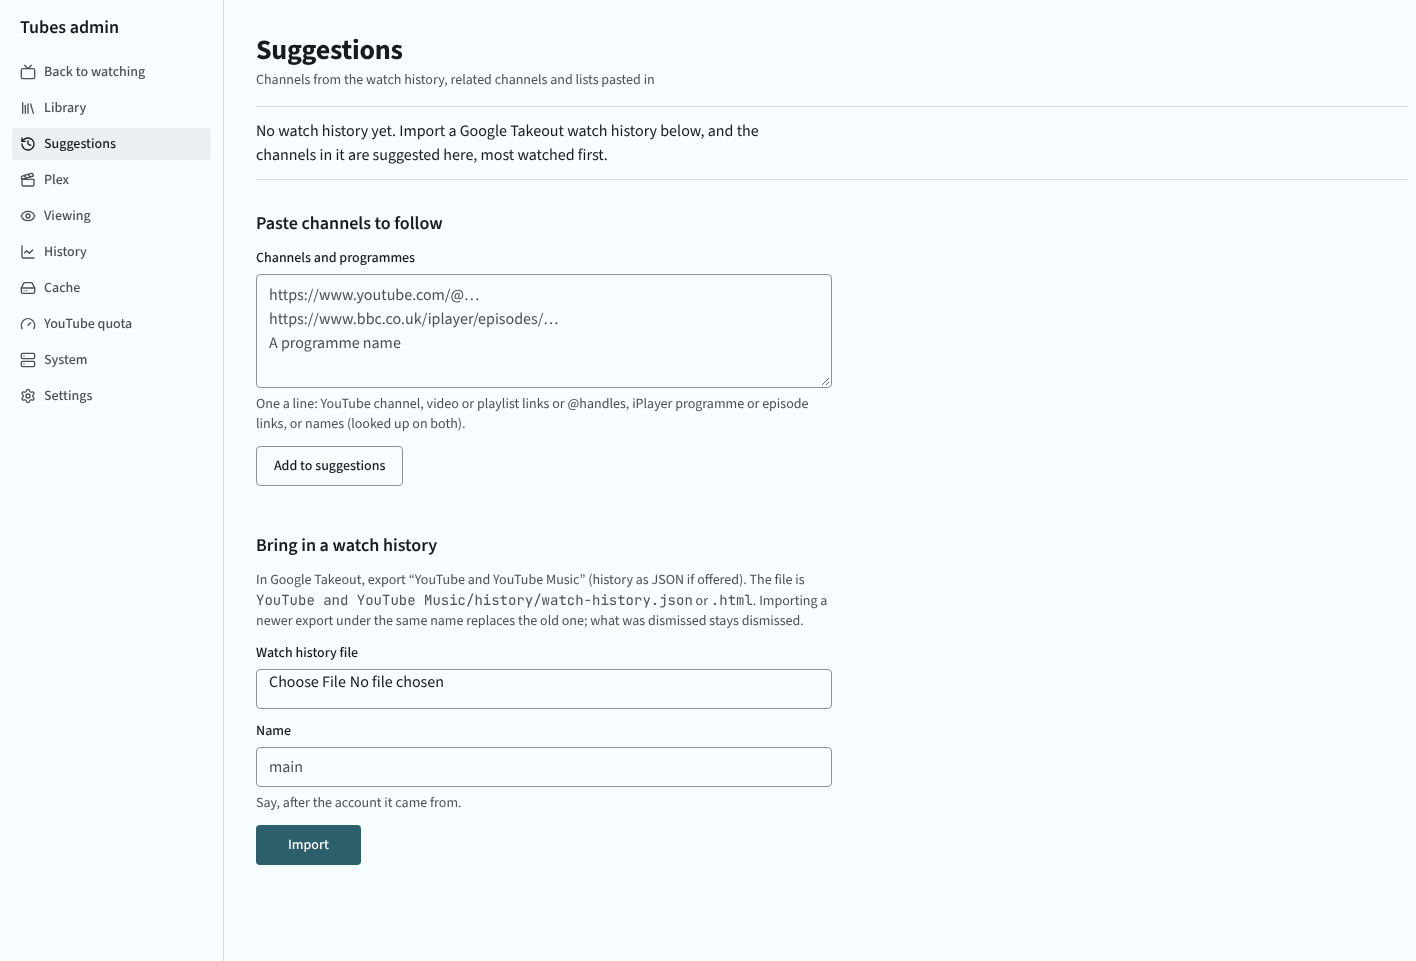 Tubes admin
Back to watching
Library
Suggestions
Plex
Viewing
History
Cache
YouTube quota
System
Settings
Suggestions
Channels from the watch history, related channels and lists pasted in
No watch history yet. Import a Google Takeout watch history below, and the
channels in it are suggested here, most watched first.
Paste channels to follow
Channels and programmes
https://www.youtube.com/@…
https://www.bbc.co.uk/iplayer/episodes/…
A programme name
One a line: YouTube channel, video or playlist links or @handles, iPlayer programme or episode
links, or names (looked up on both).
Add to suggestions
Bring in a watch history
In Google Takeout, export “YouTube and YouTube Music” (history as JSON if offered). The file is
YouTube and YouTube Music/history/watch-history.json or .html. Importing a
newer export under the same name replaces the old one; what was dismissed stays dismissed.
Watch history file
Choose File No file chosen
Name
main
Say, after the account it came from.
Import